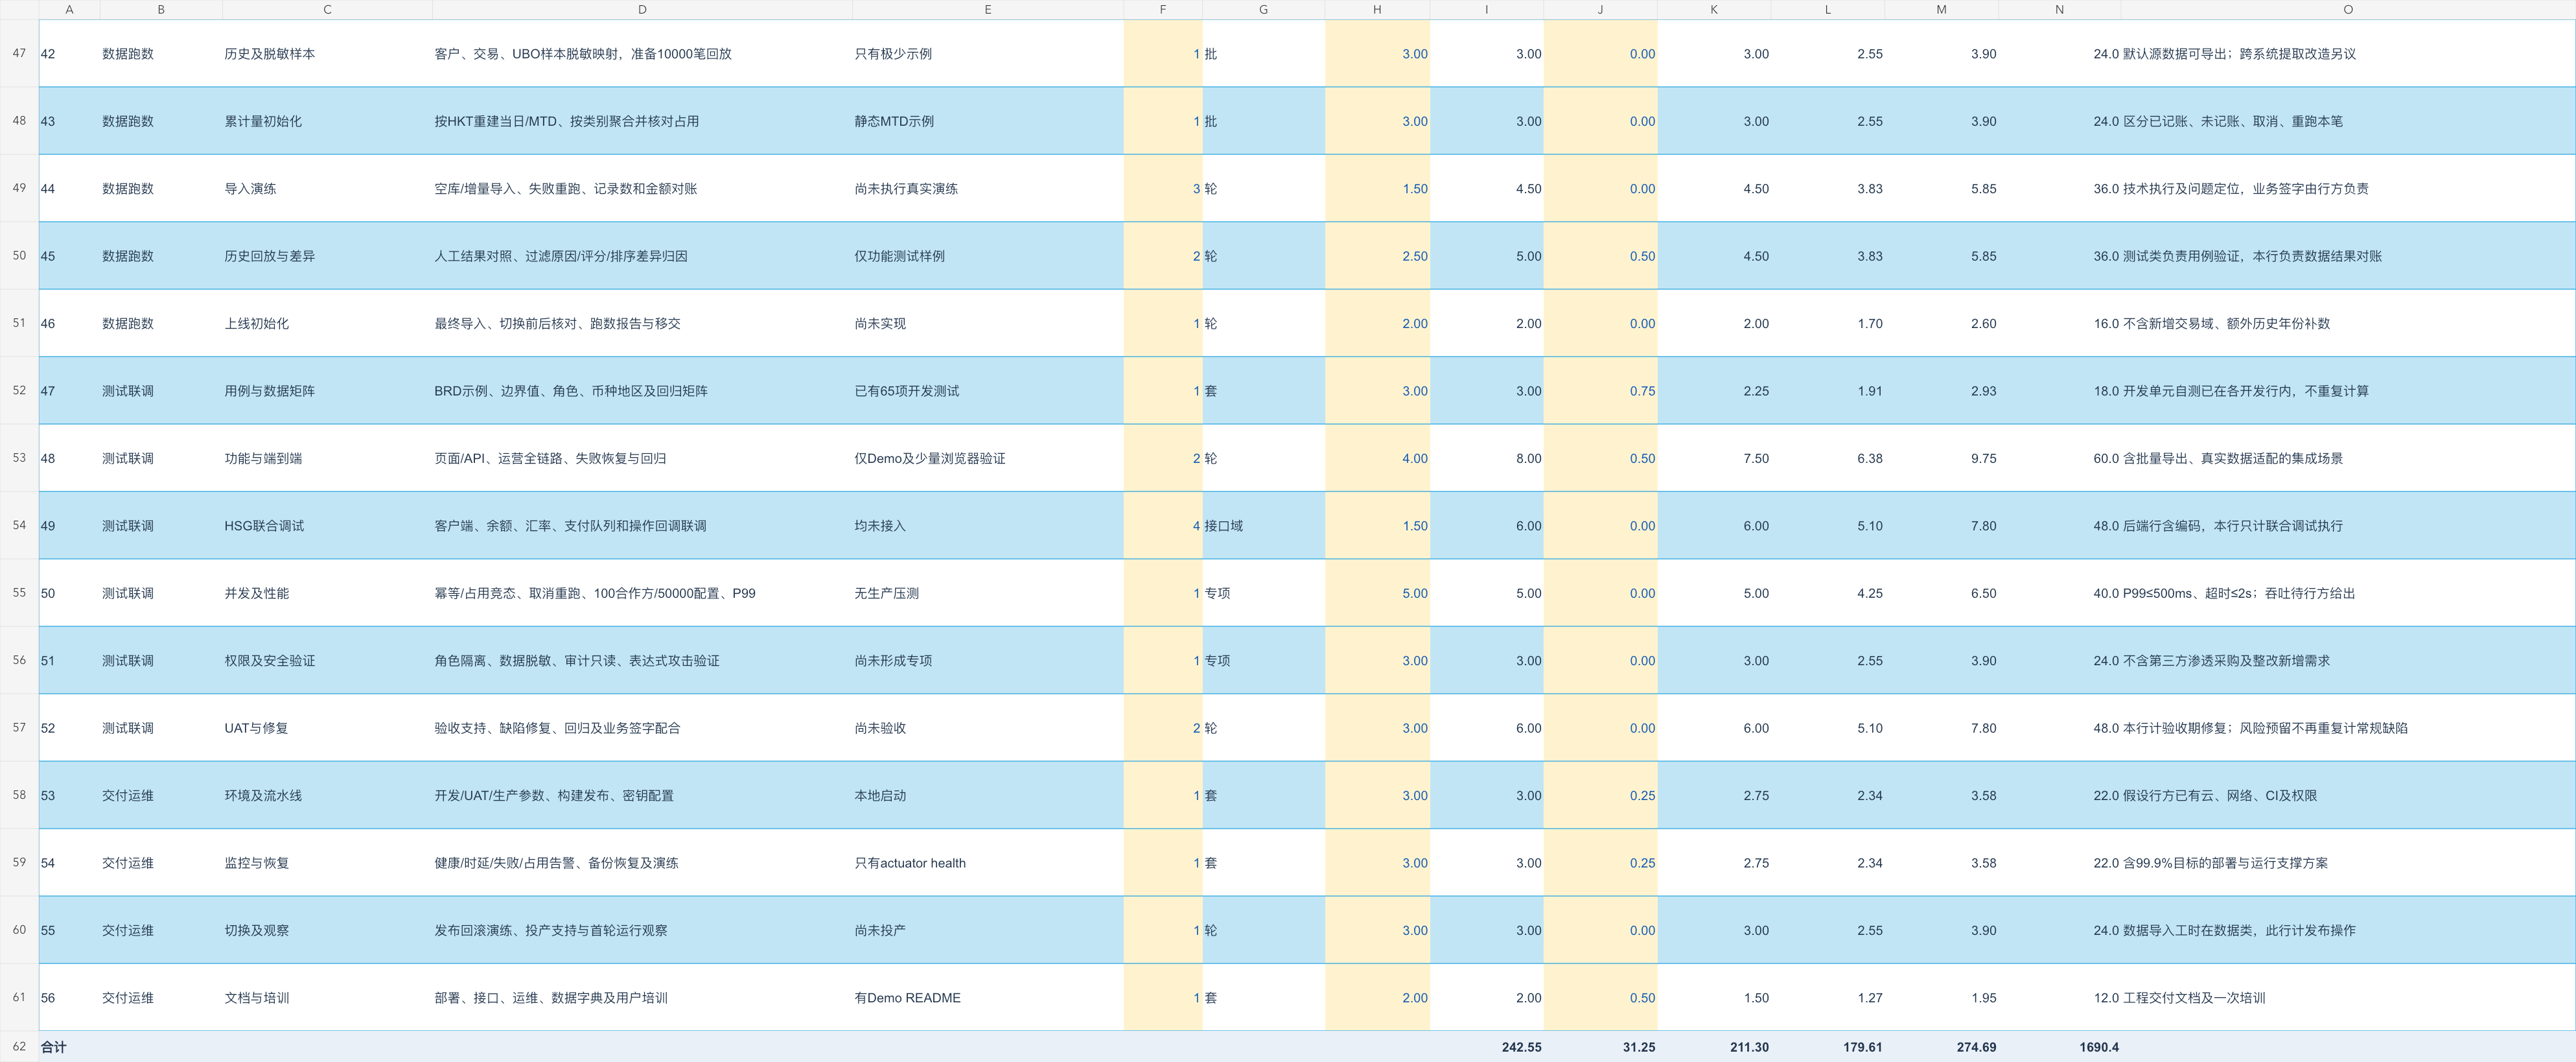 A B C D E F G H I J K L M N O
47 42 数据跑数 历史及脱敏样本 客户、交易、UBO样本脱敏映射，准备10000笔回放 只有极少示例 1 批 3.00 3.00 0.00 3.00 2.55 3.90 24.0 默认源数据可导出；跨系统提取改造另议
48 43 数据跑数 累计量初始化 按HKT重建当日/MTD、按类别聚合并核对占用 静态MTD示例 1 批 3.00 3.00 0.00 3.00 2.55 3.90 24.0 区分已记账、未记账、取消、重跑本笔
49 44 数据跑数 导入演练 空库/增量导入、失败重跑、记录数和金额对账 尚未执行真实演练 3 轮 1.50 4.50 0.00 4.50 3.83 5.85 36.0 技术执行及问题定位，业务签字由行方负责
50 45 数据跑数 历史回放与差异 人工结果对照、过滤原因/评分/排序差异归因 仅功能测试样例 2 轮 2.50 5.00 0.50 4.50 3.83 5.85 36.0 测试类负责用例验证，本行负责数据结果对账
51 46 数据跑数 上线初始化 最终导入、切换前后核对、跑数报告与移交 尚未实现 1 轮 2.00 2.00 0.00 2.00 1.70 2.60 16.0 不含新增交易域、额外历史年份补数
52 47 测试联调 用例与数据矩阵 BRD示例、边界值、角色、币种地区及回归矩阵 已有65项开发测试 1 套 3.00 3.00 0.75 2.25 1.91 2.93 18.0 开发单元自测已在各开发行内，不重复计算
53 48 测试联调 功能与端到端 页面/API、运营全链路、失败恢复与回归 仅Demo及少量浏览器验证 2 轮 4.00 8.00 0.50 7.50 6.38 9.75 60.0 含批量导出、真实数据适配的集成场景
54 49 测试联调 HSG联合调试 客户端、余额、汇率、支付队列和操作回调联调 均未接入 4 接口域 1.50 6.00 0.00 6.00 5.10 7.80 48.0 后端行含编码，本行只计联合调试执行
55 50 测试联调 并发及性能 幂等/占用竞态、取消重跑、100合作方/50000配置、P99 无生产压测 1 专项 5.00 5.00 0.00 5.00 4.25 6.50 40.0 P99≤500ms、超时≤2s；吞吐待行方给出
56 51 测试联调 权限及安全验证 角色隔离、数据脱敏、审计只读、表达式攻击验证 尚未形成专项 1 专项 3.00 3.00 0.00 3.00 2.55 3.90 24.0 不含第三方渗透采购及整改新增需求
57 52 测试联调 UAT与修复 验收支持、缺陷修复、回归及业务签字配合 尚未验收 2 轮 3.00 6.00 0.00 6.00 5.10 7.80 48.0 本行计验收期修复；风险预留不再重复计常规缺陷
58 53 交付运维 环境及流水线 开发/UAT/生产参数、构建发布、密钥配置 本地启动 1 套 3.00 3.00 0.25 2.75 2.34 3.58 22.0 假设行方已有云、网络、CI及权限
59 54 交付运维 监控与恢复 健康/时延/失败/占用告警、备份恢复及演练 只有actuator health 1 套 3.00 3.00 0.25 2.75 2.34 3.58 22.0 含99.9%目标的部署与运行支撑方案
60 55 交付运维 切换及观察 发布回滚演练、投产支持与首轮运行观察 尚未投产 1 轮 3.00 3.00 0.00 3.00 2.55 3.90 24.0 数据导入工时在数据类，此行计发布操作
61 56 交付运维 文档与培训 部署、接口、运维、数据字典及用户培训 有Demo README 1 套 2.00 2.00 0.50 1.50 1.27 1.95 12.0 工程交付文档及一次培训
62 合计 242.55 31.25 211.30 179.61 274.69 1690.4